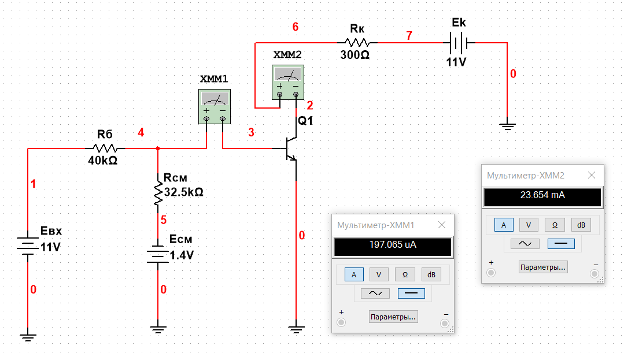 6
Rк
300Ω
7
Ek
11V
0
XMM1
XMM2
+
-
+
-
2
Q1
Rб
40kΩ
4
3
Rсм
32.5kΩ
1
5
Eвх
11V
Eсм
1.4V
0
0
0
Мультиметр-XMM1
197.065 uA
A
V
Ω
dB
Параметры...
+
-
Мультиметр-XMM2
23.654 mA
A
V
Ω
dB
Параметры...
+
-